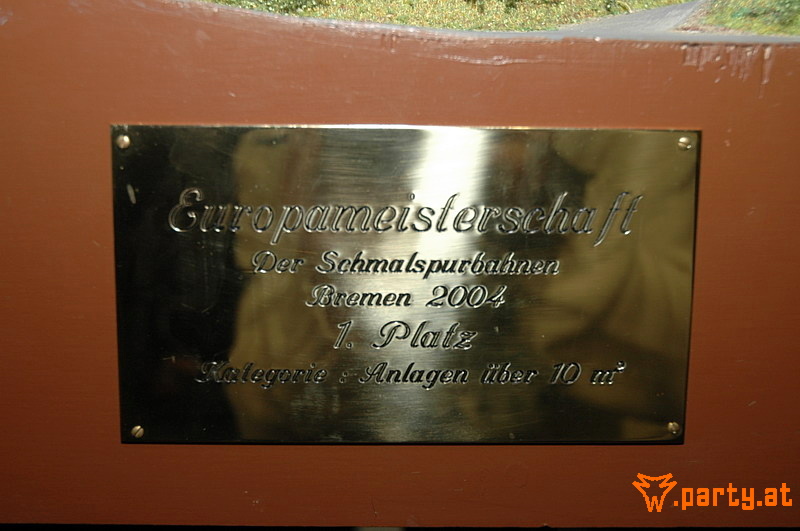 Europameisterschaft
Der Schmalspurbahnen
Bremen 2004
1. Platz
Kategorie : Anlagen über 10 m²
w.party.at